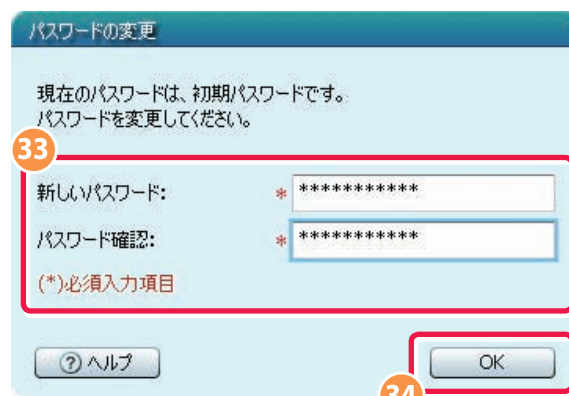 パスワードの変更
現在のパスワードは、初期パスワードです。
パスワードを変更してください。
33
新しいパスワード: * ***********
パスワード確認: * ***********
(*)必須入力項目
? ヘルプ OK
34